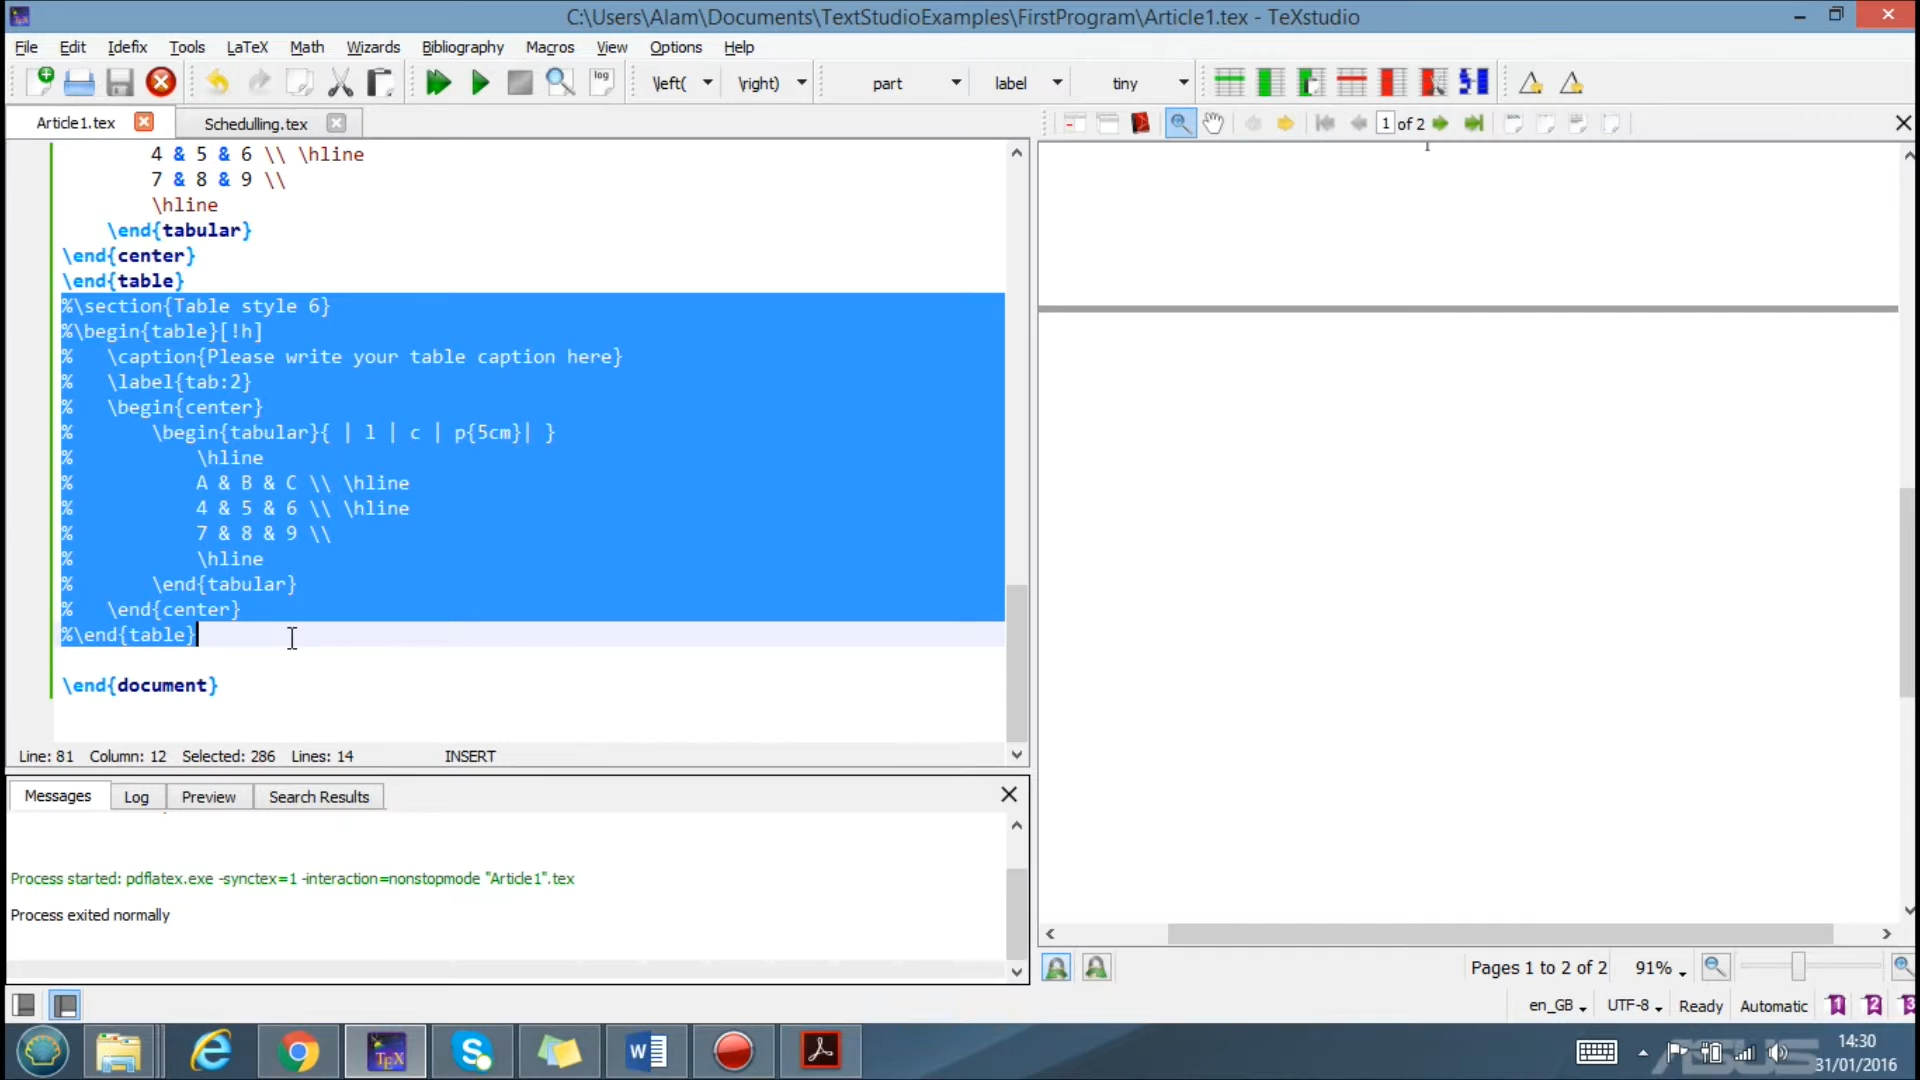 C:\Users\Alam\Documents\TextStudioExamples\FirstProgram\Article1.tex - TeXstudio
File Edit Idefix Tools LaTeX Math Wizards Bibliography Macros View Options Help
log \left( \right) part label tiny
Article1.tex Schedulling.tex 1 of 2
4 & 5 & 6 \\ \hline
7 & 8 & 9 \\
\hline
\end{tabular}
\end{center}
\end{table}
%\section{Table style 6}
%\begin{table}[!h]
% \caption{Please write your table caption here}
% \label{tab:2}
% \begin{center}
% \begin{tabular}{ | l | c | p{5cm}| }
% \hline
% A & B & C \\ \hline
% 4 & 5 & 6 \\ \hline
% 7 & 8 & 9 \\
% \hline
% \end{tabular}
% \end{center}
%\end{table}
\end{document}
Line: 81 Column: 12 Selected: 286 Lines: 14 INSERT
Messages Log Preview Search Results
Process started: pdflatex.exe -synctex=1 -interaction=nonstopmode "Article1".tex
Process exited normally
Pages 1 to 2 of 2 91%
en_GB UTF-8 Ready Automatic 1 2 3
TEX S W
ASUS
14:30
31/01/2016